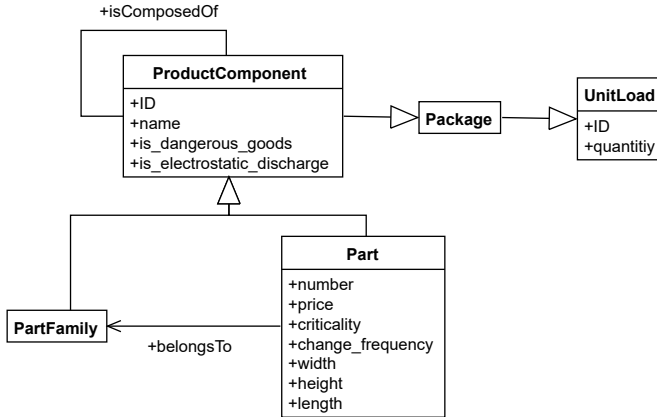 +isComposedOf
ProductComponent
+ID
+name
+is_dangerous_goods
+is_electrostatic_discharge
Package
UnitLoad
+ID
+quantitiy
Part
+number
+price
+criticality
+change_frequency
+width
+height
+length
PartFamily
+belongsTo